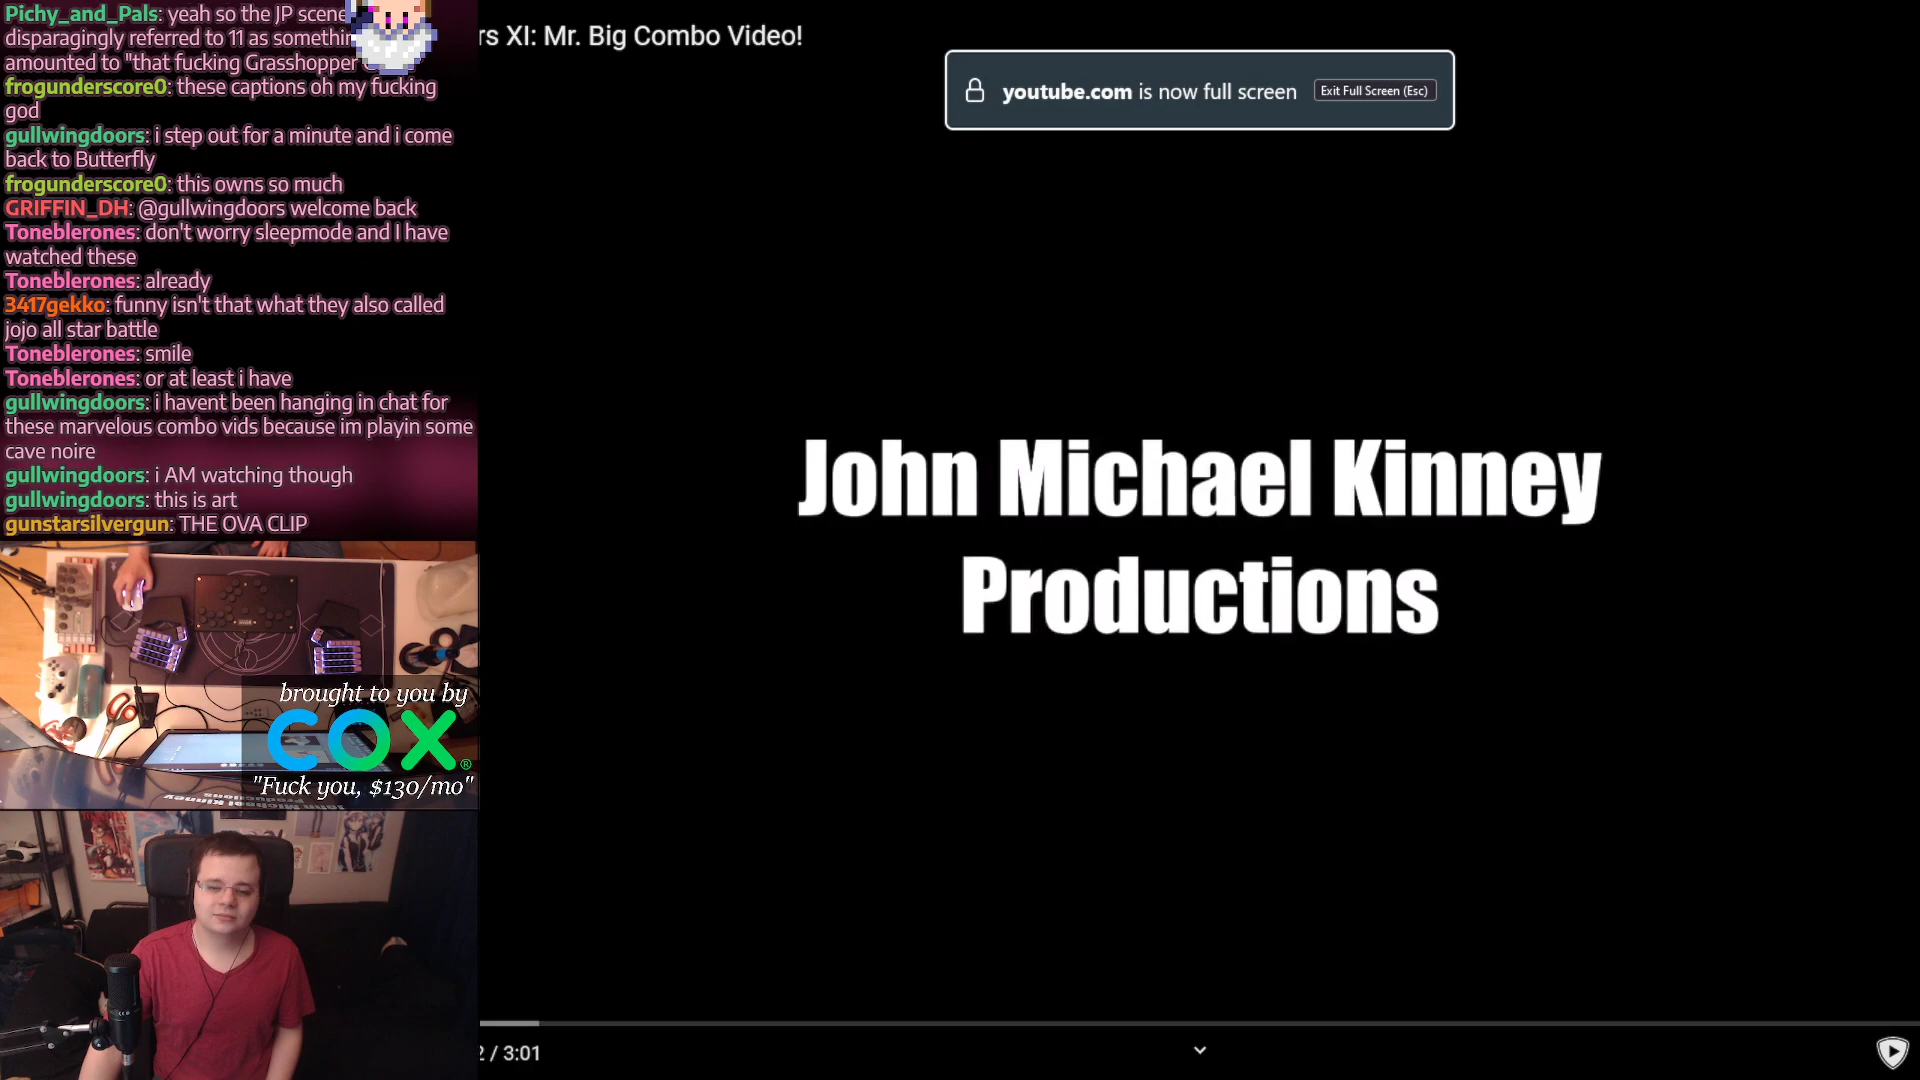 Pichy_and_Pals: yeah so the JP scene
disparagingly referred to 11 as somethin
amounted to "that fucking Grasshopper
frogunderscore0: these captions oh my fucking
god
gullwingdoors: i step out for a minute and i come
back to Butterfly
frogunderscore0: this owns so much
GRIFFIN_DH: @gullwingdoors welcome back
Toneblerones: don't worry sleepmode and I have
watched these
Toneblerones: already
3417gekko: funny isn't that what they also called
jojo all star battle
Toneblerones: smile
Toneblerones: or at least i have
gullwingdoors: i havent been hanging in chat for
these marvelous combo vids because im playin some
cave noire
gullwingdoors: i AM watching though
gullwingdoors: this is art
gunstarsilvergun: THE OVA CLIP
brought to you by
COX®
"Fuck you, $130/mo"
rs XI: Mr. Big Combo Video!
youtube.com is now full screen Exit Full Screen (Esc)
John Michael Kinney
Productions
2 / 3:01